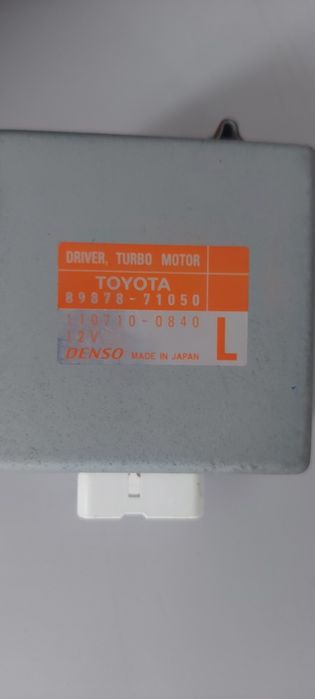 DRIVER, TURBO MOTOR
TOYOTA
89878-71050
110710-0840
12V
DENSO MADE IN JAPAN
L